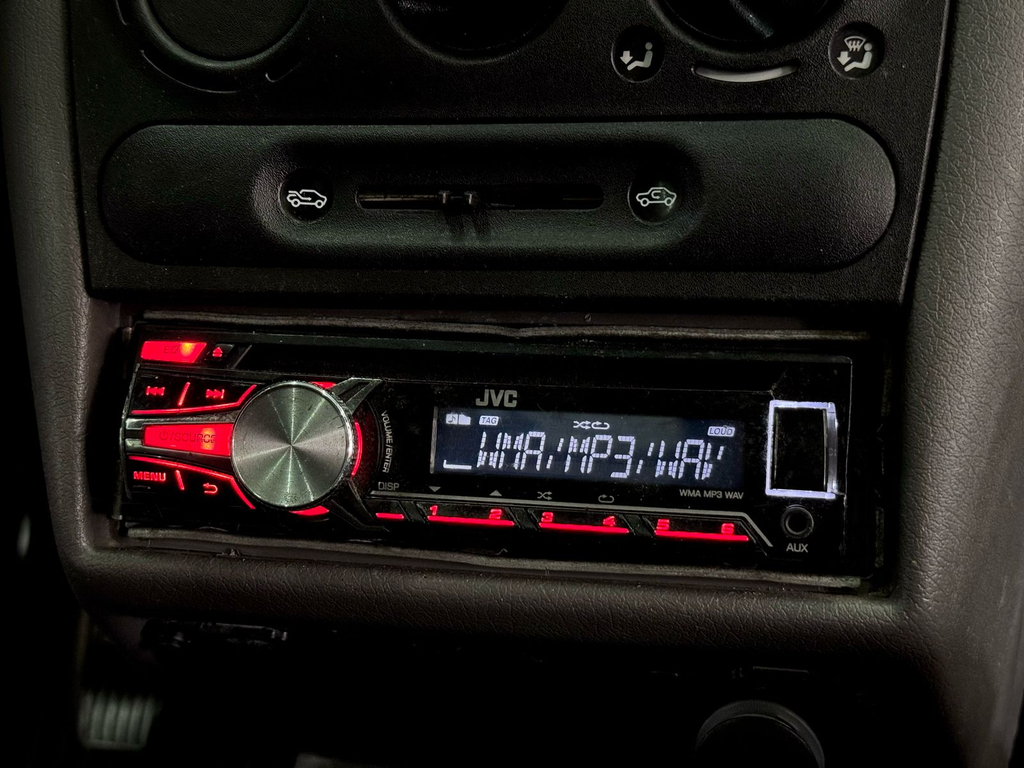 JVC
TAG
LOUD
WMA/MP3/WAV
VOLUME/ENTER
MENU
DISP
WMA MP3 WAV
1 2 3 4 5 6
AUX